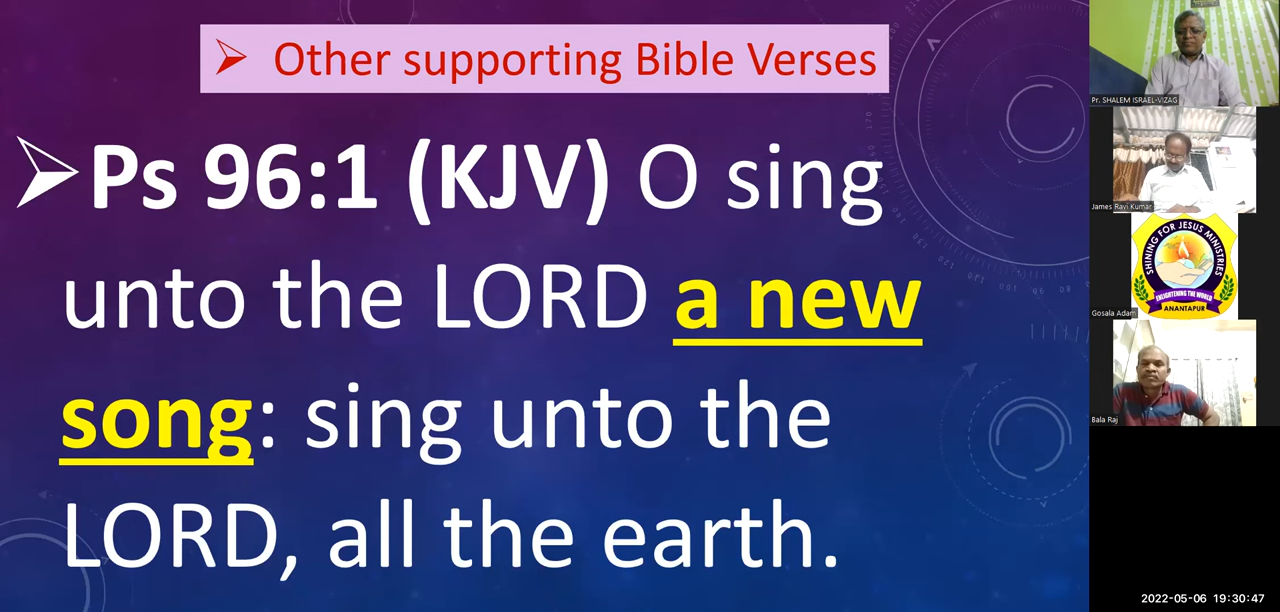 Other supporting Bible Verses
Ps 96:1 (KJV) O sing
unto the LORD a new
song: sing unto the
LORD, all the earth.
Pr. SHALEM ISRAEL-VIZAG
James Ravi Kumar
SHINING FOR JESUS MINISTRIES
ENLIGHTENING THE WORLD
ANANTAPUR
Gosala Adam
Bala Raj
2022-05-06 19:30:47